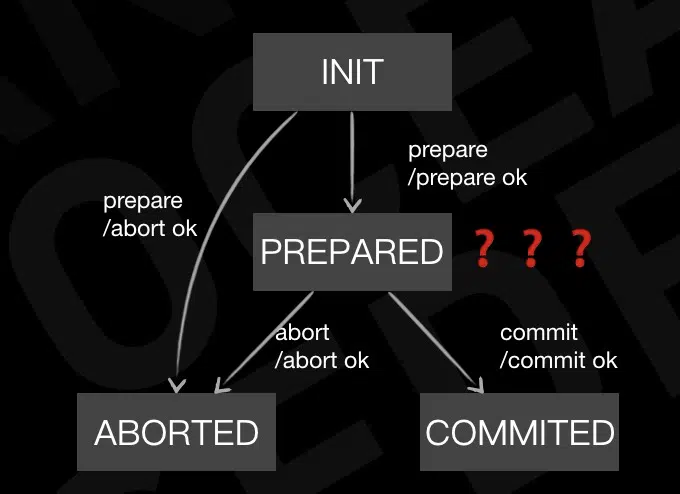 INIT
prepare
/prepare ok
prepare
/abort ok
PREPARED ❓ ❓ ❓
abort
/abort ok
commit
/commit ok
ABORTED
COMMITED